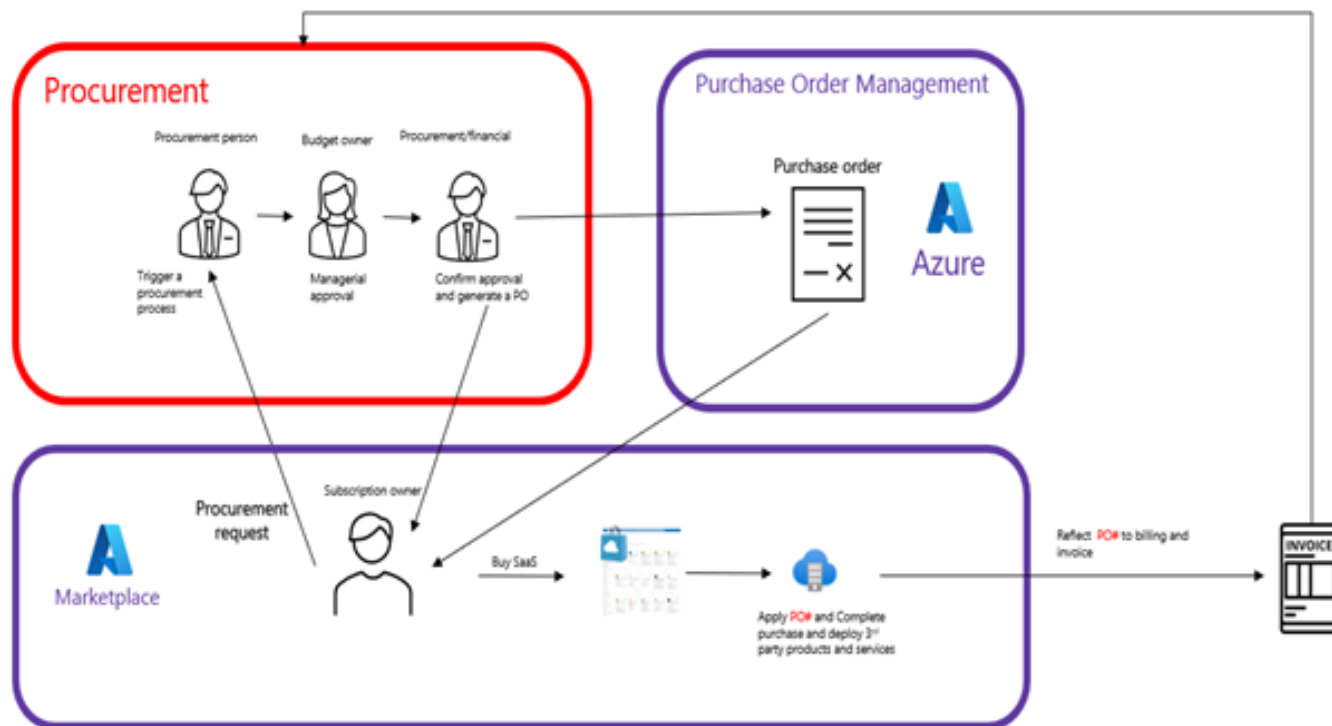 Procurement
Procurement person
Budget owner
Procurement/financial
Trigger a
procurement
process
Managerial
approval
Confirm approval
and generate a PO
Purchase Order Management
Purchase order
Azure
Marketplace
Procurement
request
Subscription owner
Buy SaaS
Apply PO# and Complete
purchase and deploy 3rd
party products and services
Reflect PO# to billing and
invoice
INVOICE